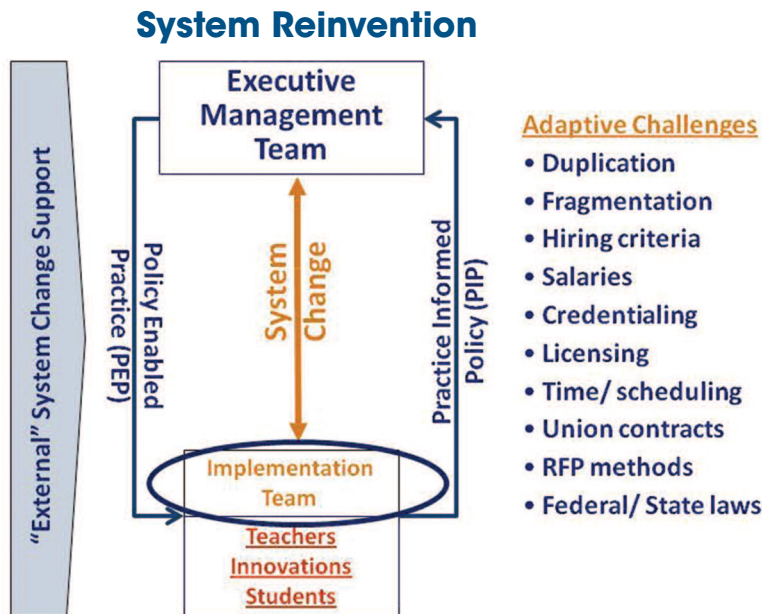 System Reinvention
"External" System Change Support
Executive
Management
Team
Policy Enabled
Practice (PEP)
System
Change
Practice Informed
Policy (PIP)
Implementation
Team
Teachers
Innovations
Students
Adaptive Challenges
• Duplication
• Fragmentation
• Hiring criteria
• Salaries
• Credentialing
• Licensing
• Time/ scheduling
• Union contracts
• RFP methods
• Federal/ State laws